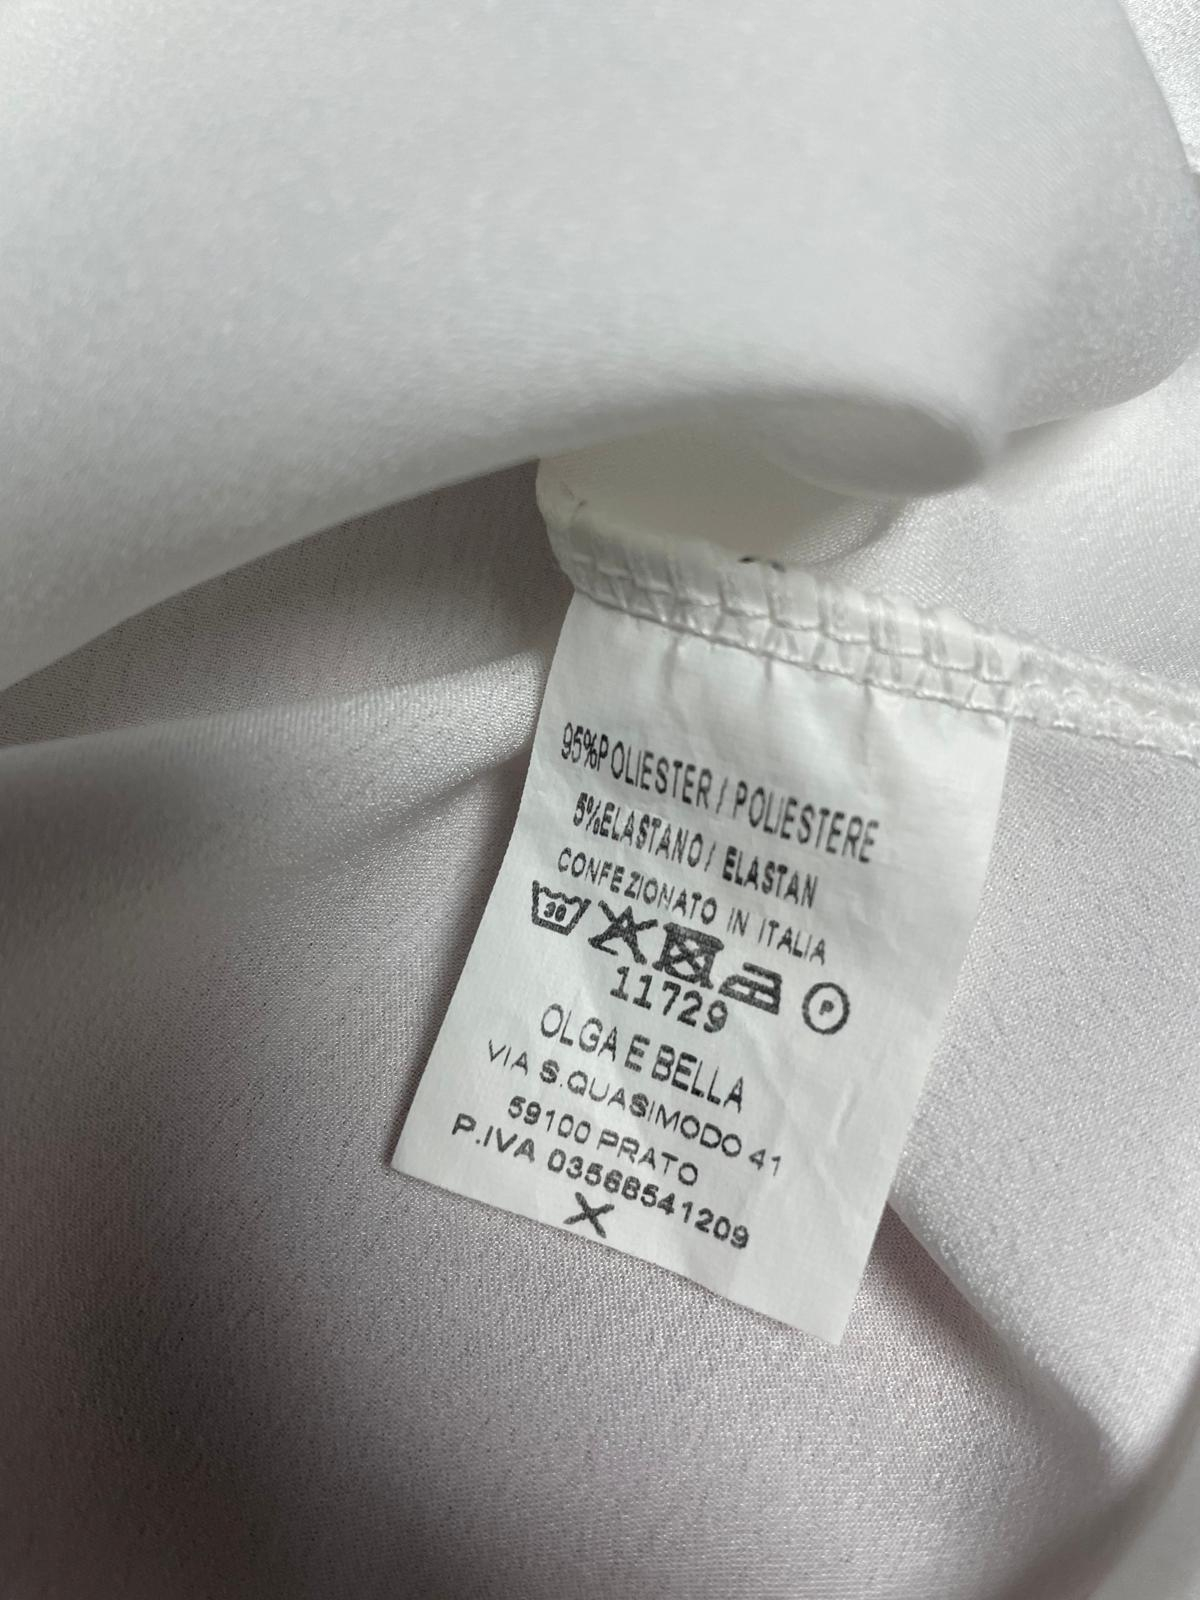 95%POLIESTER / POLIESTERE
5%ELASTANO / ELASTAN
CONFEZIONATO IN ITALIA
30 P
11729
OLGA E BELLA
VIA S.QUASIMODO 41
59100 PRATO
P.IVA 03568541209
X